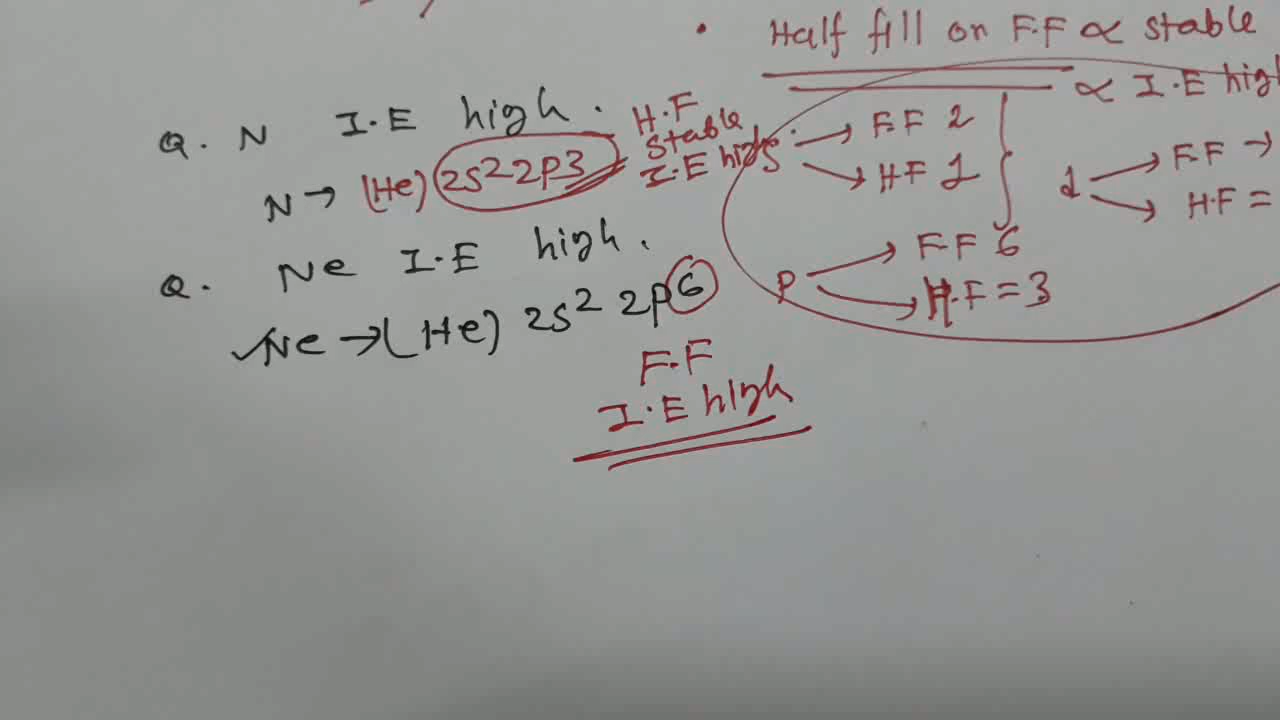 • Half fill on F.F ∝ stable
∝ I.E high
Q. N I.E high.
N → (He) 2s² 2p3
H.F
stable
I.E high
s → F.F 2
→ H F 1
d → F.F →
→ H.F =
P → F.F 6
→ H.F = 3
Q. Ne I.E high.
✓Ne → (He) 2s² 2p6
F.F
I.E high